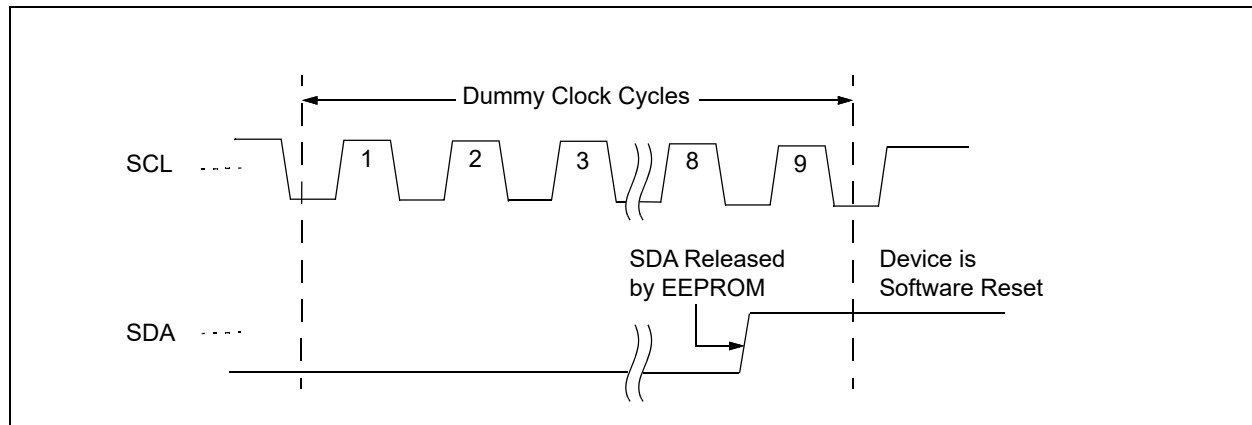 Dummy Clock Cycles
SCL
1
2
3
8
9
SDA Released
by EEPROM
Device is
Software Reset
SDA